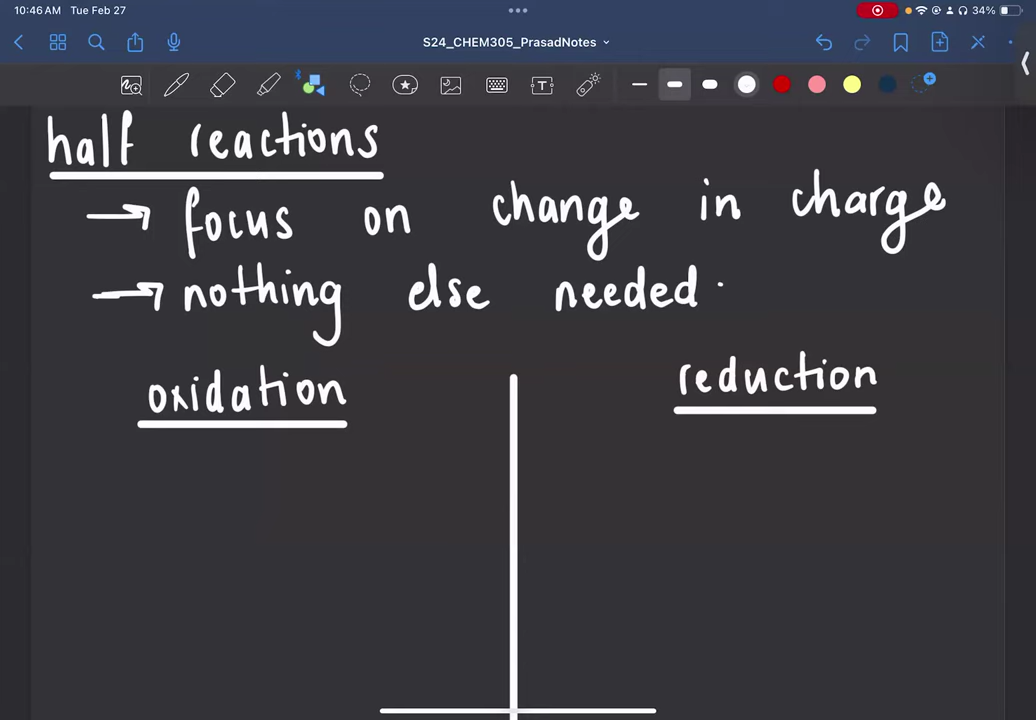 10:46 AM Tue Feb 27
34%
S24_CHEM305_PrasadNotes
half reactions
→ focus on change in charge
→ nothing else needed.
oxidation
reduction